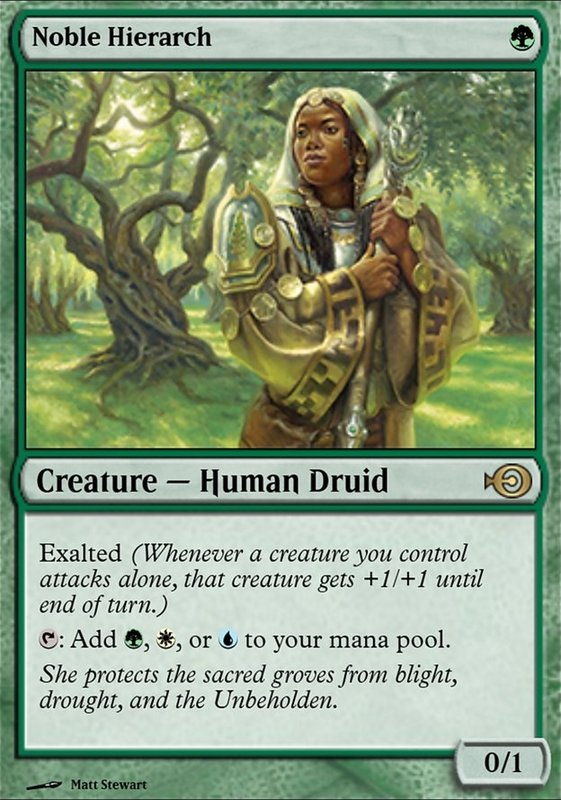 Noble Hierarch
Creature — Human Druid
Exalted (Whenever a creature you control
attacks alone, that creature gets +1/+1 until
end of turn.)
: Add , , or to your mana pool.
She protects the sacred groves from blight,
drought, and the Unbeholden.
0/1
Matt Stewart